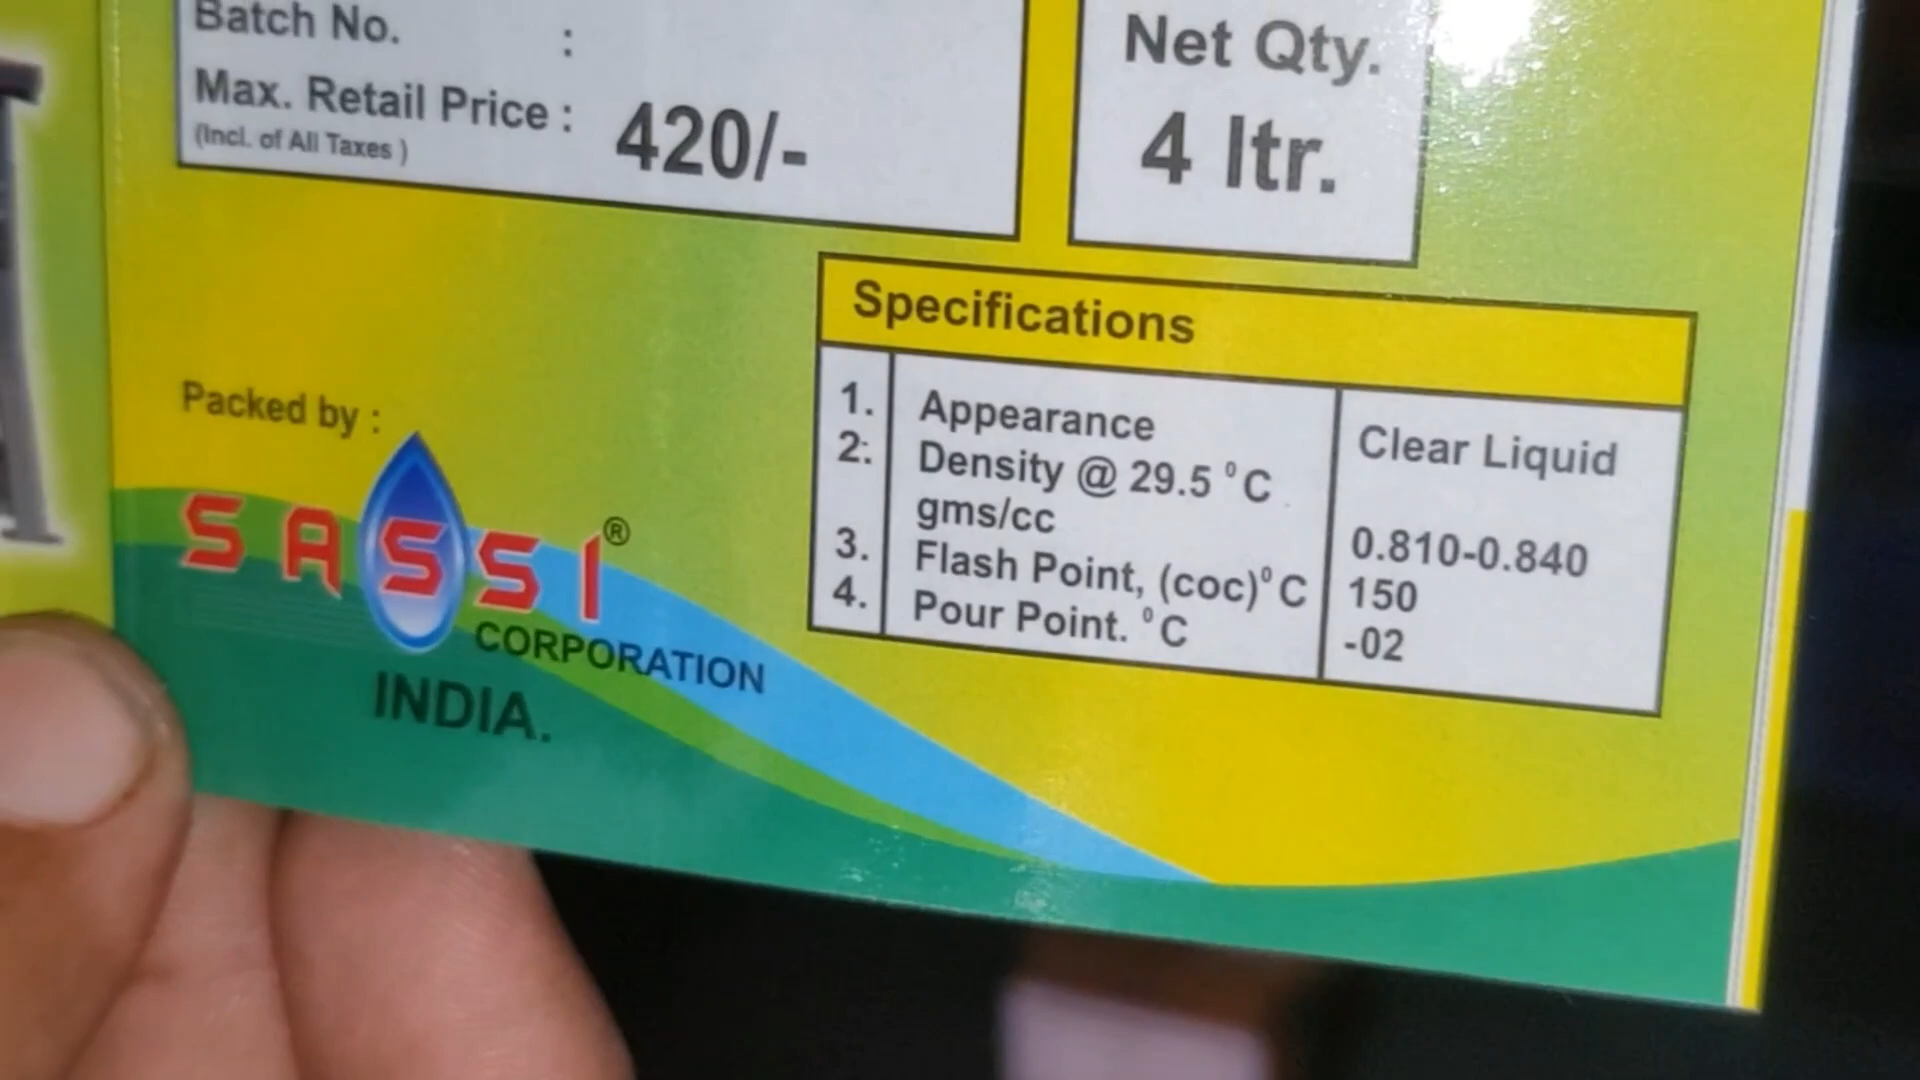 Batch No. :
Max. Retail Price : 420/-
(Incl. of All Taxes )
Net Qty.
4 ltr.
Specifications
1. Appearance Clear Liquid
2: Density @ 29.5 °C
gms/cc 0.810-0.840
3. Flash Point, (coc)°C 150
4. Pour Point. °C -02
Packed by :
SASSI®
CORPORATION
INDIA.